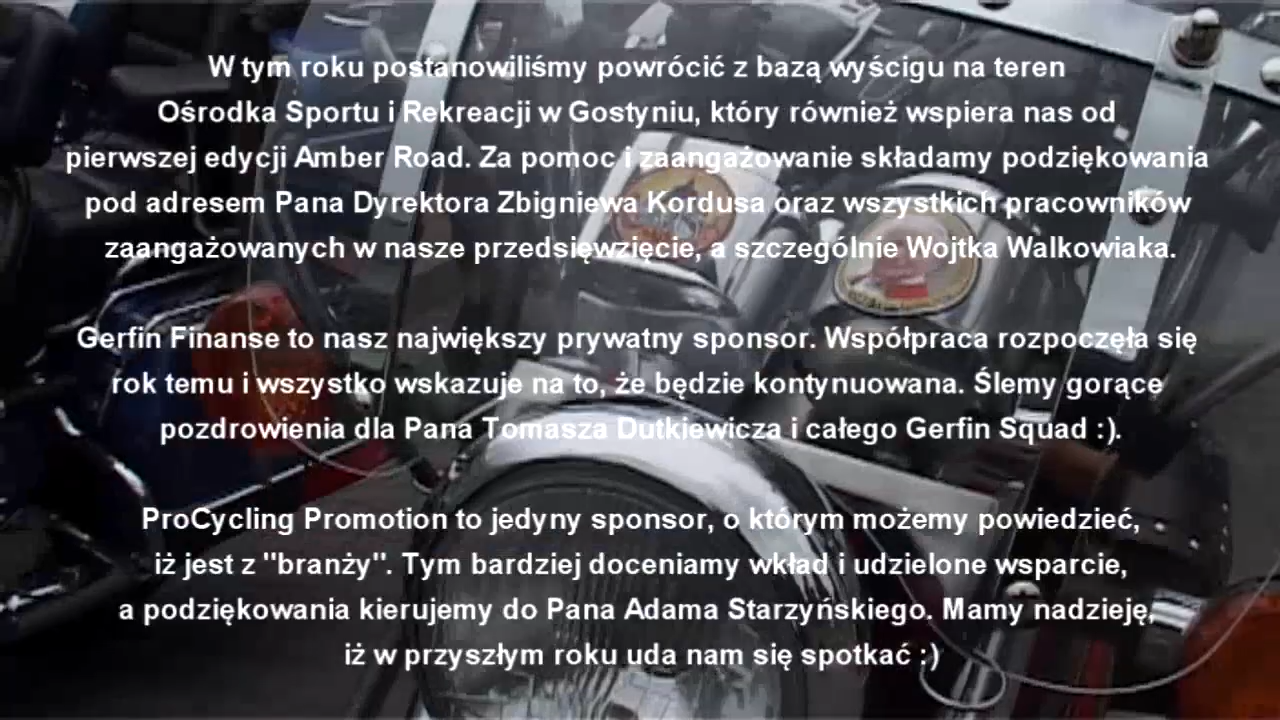 W tym roku postanowiliśmy powrócić z bazą wyścigu na teren
Ośrodka Sportu i Rekreacji w Gostyniu, który również wspiera nas od
pierwszej edycji Amber Road. Za pomoc i zaangażowanie składamy podziękowania
pod adresem Pana Dyrektora Zbigniewa Kordusa oraz wszystkich pracowników
zaangażowanych w nasze przedsięwzięcie, a szczególnie Wojtka Walkowiaka.
Gerfin Finanse to nasz największy prywatny sponsor. Współpraca rozpoczęła się
rok temu i wszystko wskazuje na to, że będzie kontynuowana. Ślemy gorące
pozdrowienia dla Pana Tomasza Dutkiewicza i całego Gerfin Squad :).
ProCycling Promotion to jedyny sponsor, o którym możemy powiedzieć,
iż jest z "branży". Tym bardziej doceniamy wkład i udzielone wsparcie,
a podziękowania kierujemy do Pana Adama Starzyńskiego. Mamy nadzieję,
iż w przyszłym roku uda nam się spotkać :)